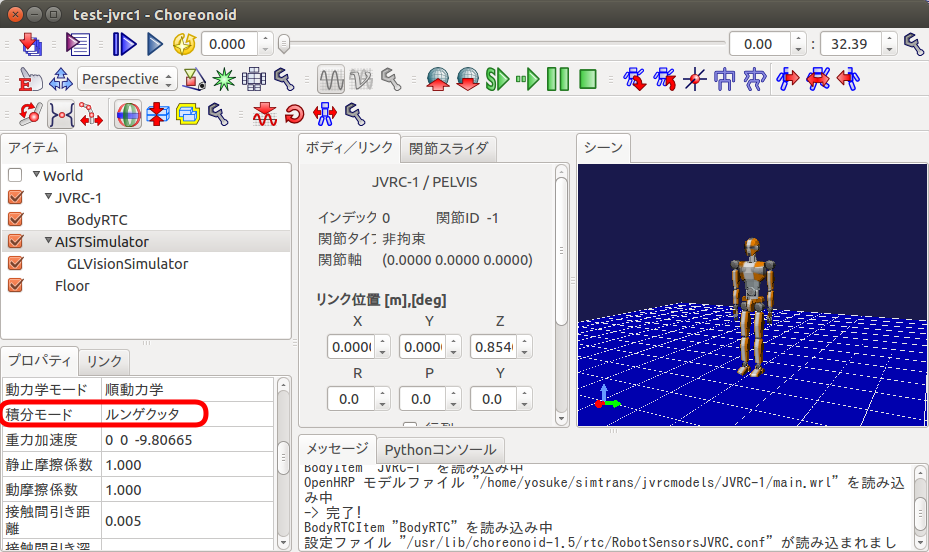 test-jvrc1 - Choreonoid
0.000
0.00
:
32.39
Perspective
アイテム
World
JVRC-1
BodyRTC
AISTSimulator
GLVisionSimulator
Floor
プロパティ
リンク
動力学モード 順動力学
積分モード ルンゲクッタ
重力加速度 0 0 -9.80665
静止摩擦係数 1.000
動摩擦係数 1.000
接触間引き距
離 0.005
接触間引き深
ボディ／リンク
関節スライダ
JVRC-1 / PELVIS
インデック 0 関節ID -1
関節タイプ 非拘束
関節軸 (0.0000 0.0000 0.0000)
リンク位置 [m],[deg]
X Y Z
0.000 0.000 0.854
R P Y
0.0 0.0 0.0
行列
シーン
メッセージ
Pythonコンソール
BodyItem "JVRC-1" を読み込み中
OpenHRP モデルファイル "/home/yosuke/simtrans/jvrcmodels/JVRC-1/main.wrl" を読み込
み中
-> 完了!
BodyRTCItem "BodyRTC" を読み込み中
設定ファイル "/usr/lib/choreonoid-1.5/rtc/RobotSensorsJVRC.conf" が読み込まれまし